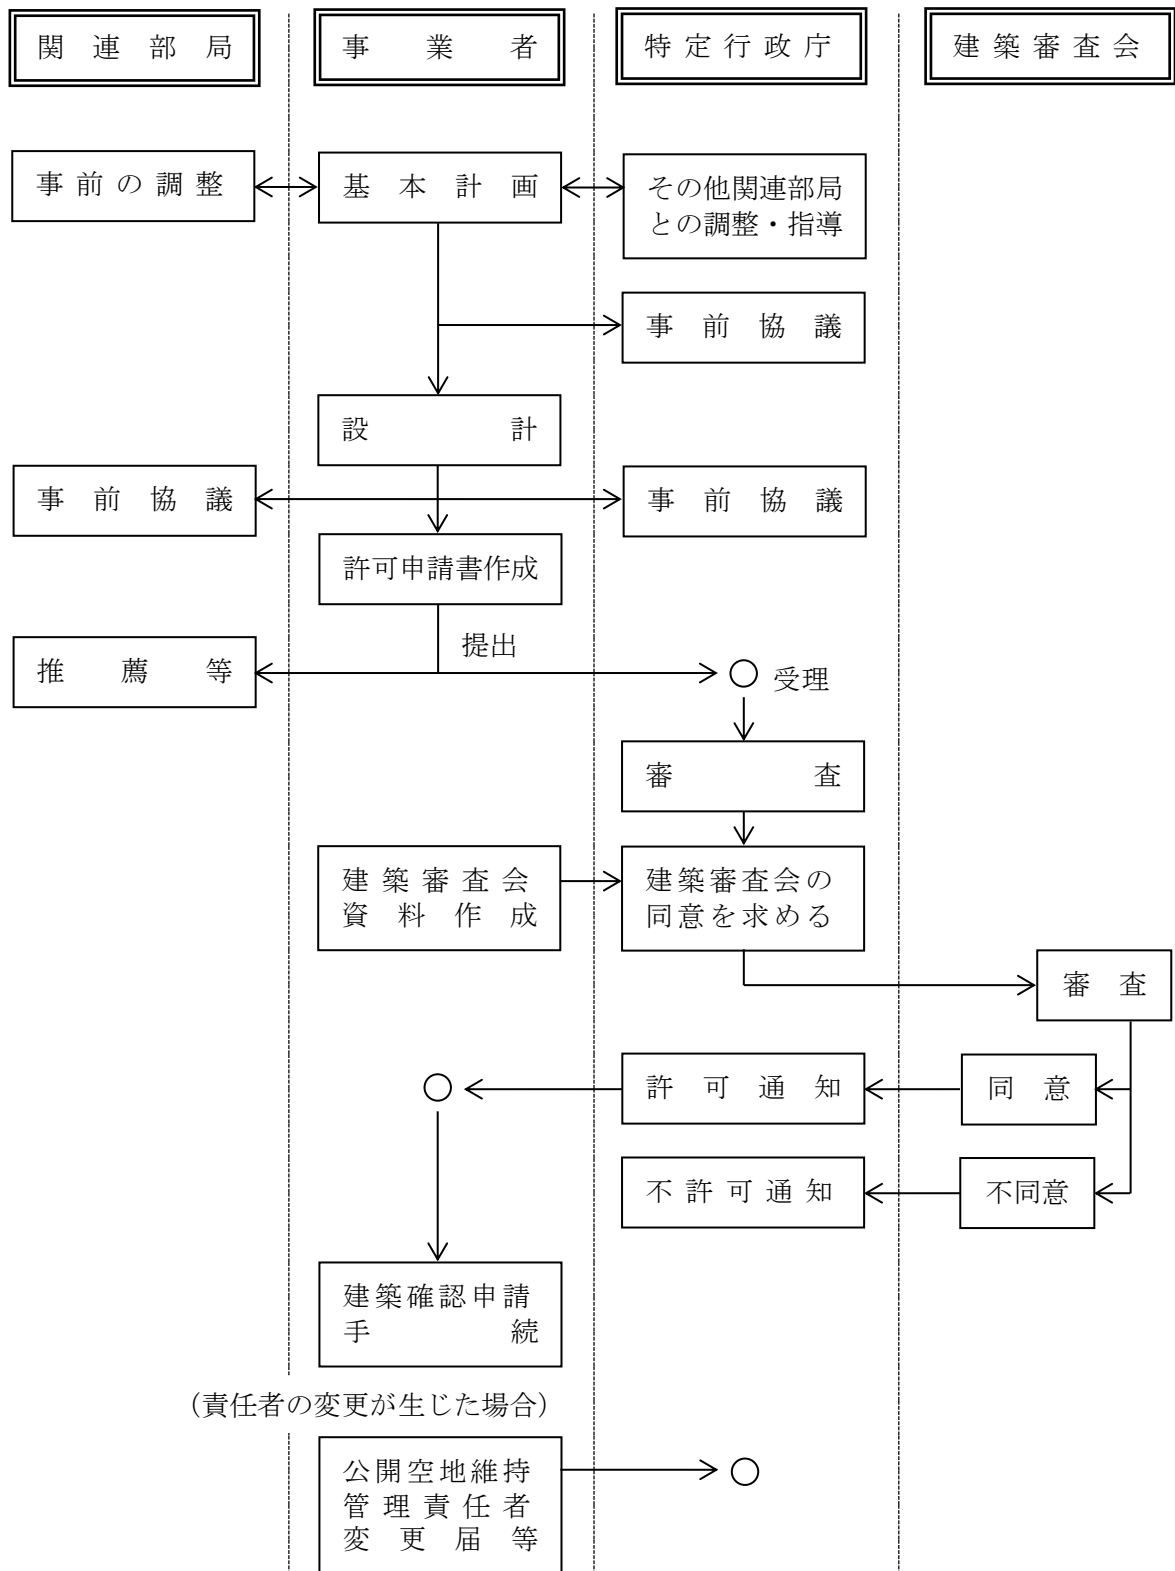 関連部局
事業者
特定行政庁
建築審査会
事前の調整
基本計画
その他関連部局
との調整・指導
事前協議
設計
事前協議
事前協議
許可申請書作成
提出
推薦等
受理
審査
建築審査会
資料作成
建築審査会の
同意を求める
審査
許可通知
同意
不許可通知
不同意
建築確認申請
手続
（責任者の変更が生じた場合）
公開空地維持
管理責任者
変更届等